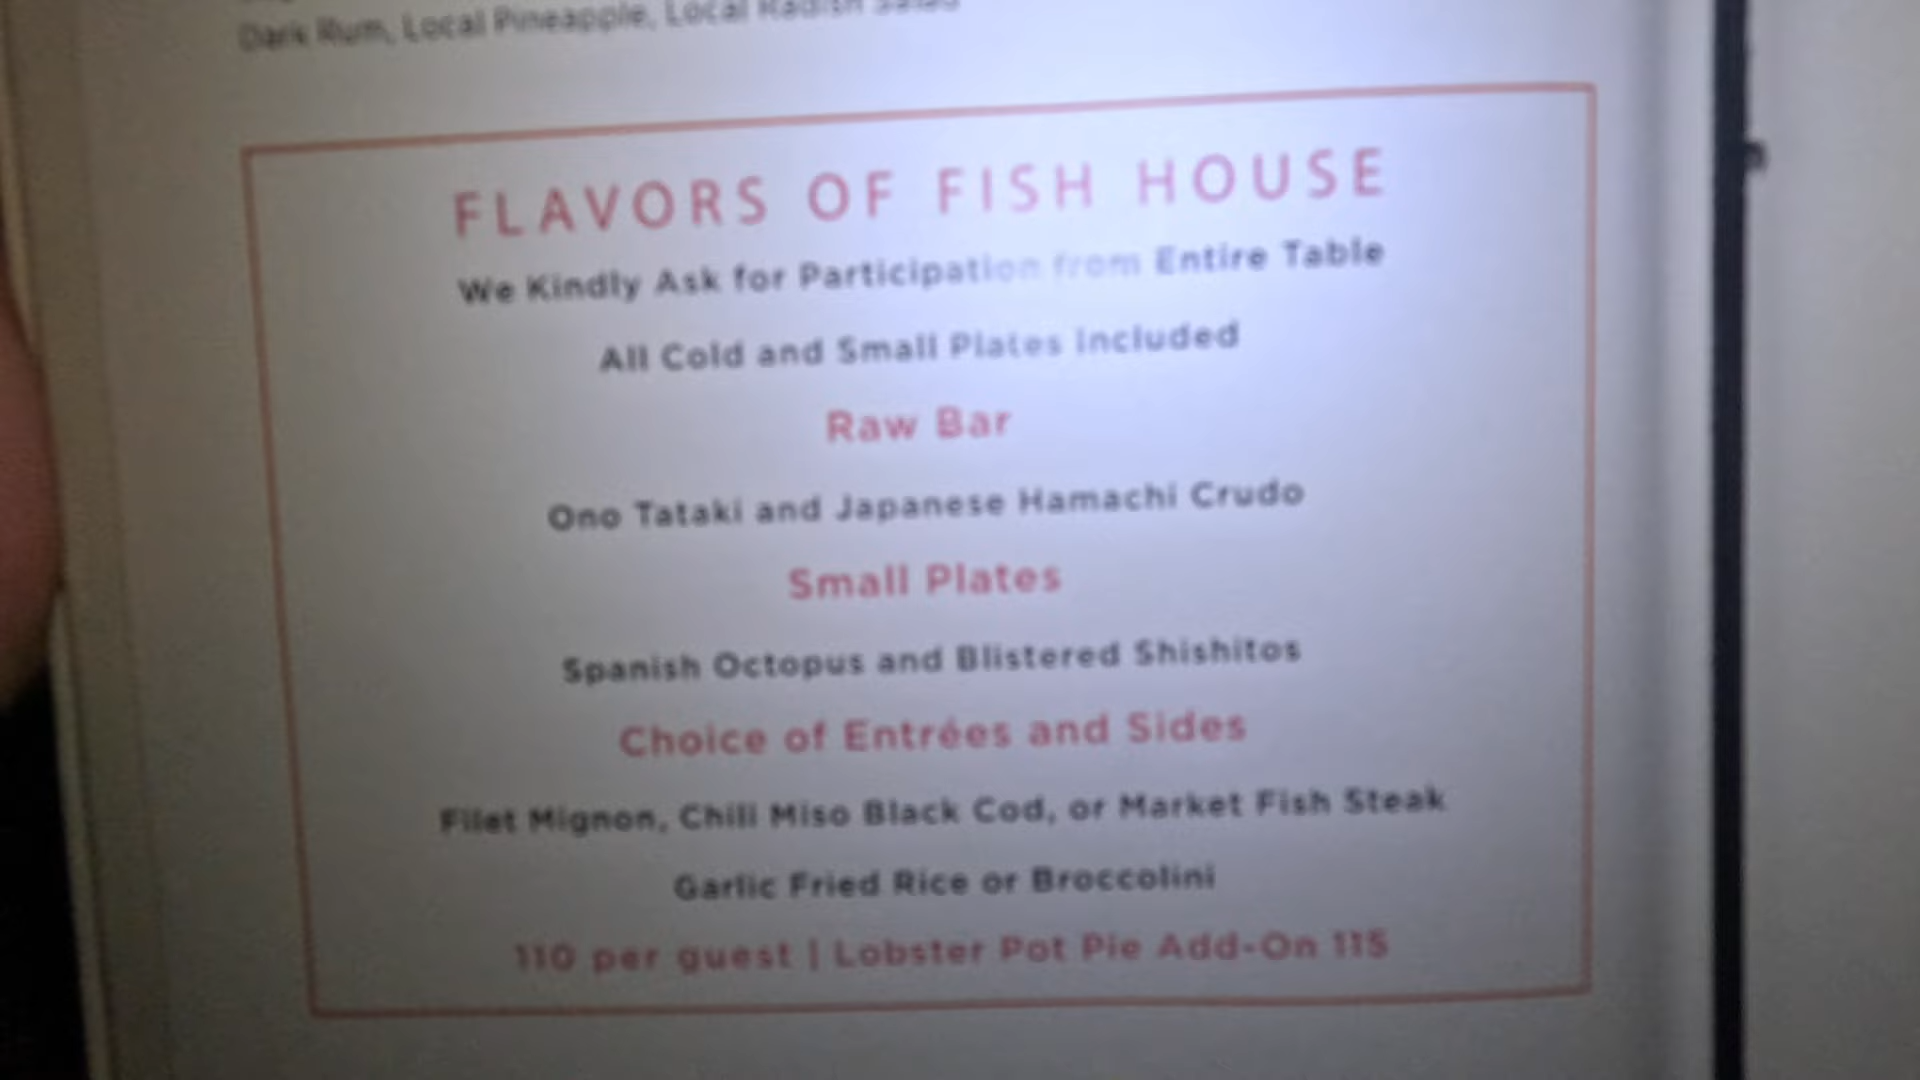 Dark Rum, Local Pineapple, Local Radish Salad
FLAVORS OF FISH HOUSE
We Kindly Ask for Participation from Entire Table
All Cold and Small Plates Included
Raw Bar
Ono Tataki and Japanese Hamachi Crudo
Small Plates
Spanish Octopus and Blistered Shishitos
Choice of Entrées and Sides
Filet Mignon, Chili Miso Black Cod, or Market Fish Steak
Garlic Fried Rice or Broccolini
110 per guest | Lobster Pot Pie Add-On 115